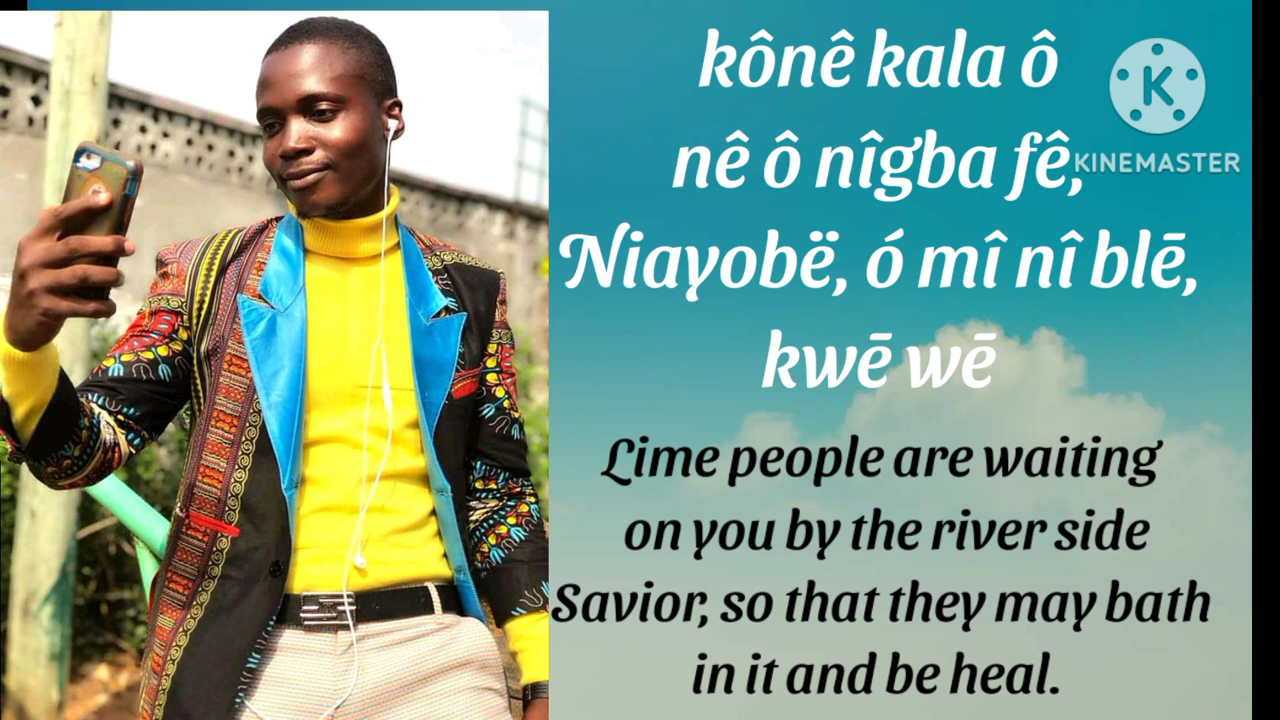 kônê kala ô
nê ô nîgba fê,
KINEMASTER
Niayobë, ó mî nî blē,
kwē wē
Lime people are waiting
on you by the river side
Savior, so that they may bath
in it and be heal.